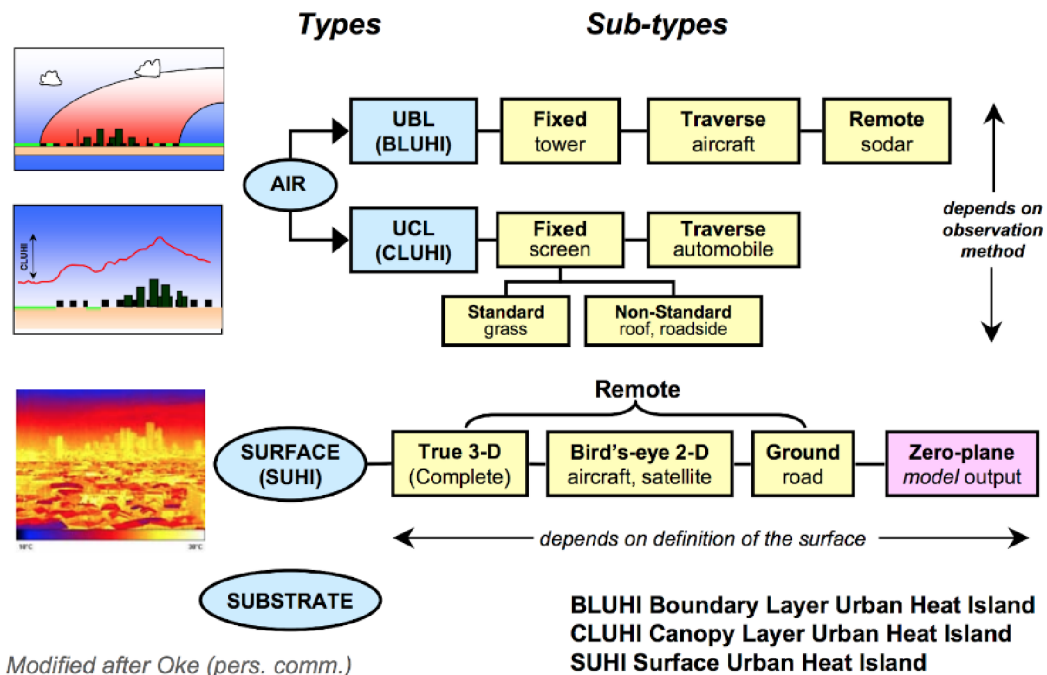 Types
Sub-types
UBL
(BLUHI)
Fixed
tower
Traverse
aircraft
Remote
sodar
AIR
UCL
(CLUHI)
Fixed
screen
Traverse
automobile
depends on
observation
method
CLUHI
Standard
grass
Non-Standard
roof, roadside
Remote
SURFACE
(SUHI)
True 3-D
(Complete)
Bird's-eye 2-D
aircraft, satellite
Ground
road
Zero-plane
model output
depends on definition of the surface
SUBSTRATE
BLUHI Boundary Layer Urban Heat Island
CLUHI Canopy Layer Urban Heat Island
SUHI Surface Urban Heat Island
Modified after Oke (pers. comm.)